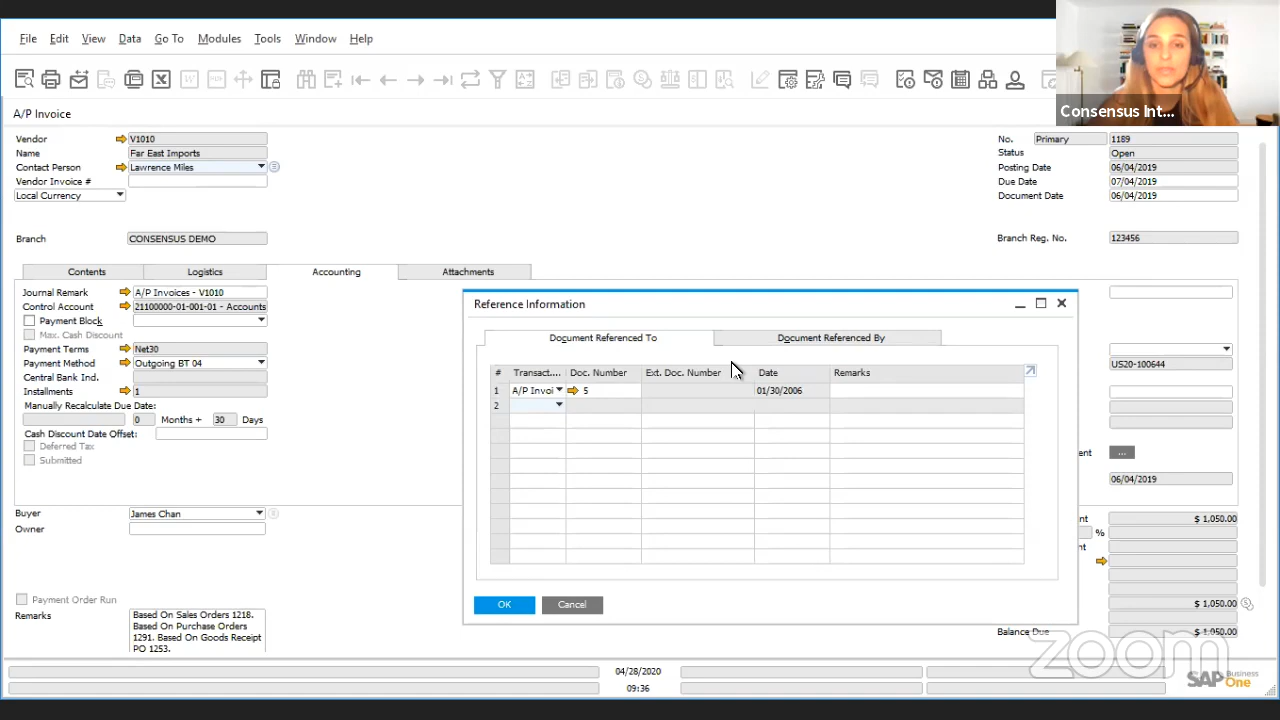 File Edit View Data Go To Modules Tools Window Help
Consensus Int...
A/P Invoice
Vendor V1010
Name Far East Imports
Contact Person Lawrence Miles
Vendor Invoice #
Local Currency
No. Primary 1189
Status Open
Posting Date 06/04/2019
Due Date 07/04/2019
Document Date 06/04/2019
Branch CONSENSUS DEMO
Branch Reg. No. 123456
Contents Logistics Accounting Attachments
Journal Remark A/P Invoices - V1010
Control Account 21100000-01-001-01 - Accounts
Payment Block
Max. Cash Discount
Payment Terms Net30
Payment Method Outgoing BT 04
Central Bank Ind.
Installments 1
Manually Recalculate Due Date:
0 Months + 30 Days
Cash Discount Date Offset:
Deferred Tax
Submitted
Reference Information
Document Referenced To Document Referenced By
# Transact.... Doc. Number Ext. Doc. Number Date Remarks
1 A/P Invoi 5 01/30/2006
2
OK Cancel
US20-100644
ent ...
06/04/2019
Buyer James Chan
Owner
nt $ 1,050.00
%
nt
$ 1,050.00
Balance Due $ 1,050.00
Payment Order Run
Remarks Based On Sales Orders 1218.
Based On Purchase Orders
1291. Based On Goods Receipt
PO 1253.
zoom
04/28/2020
09:36
SAP Business One